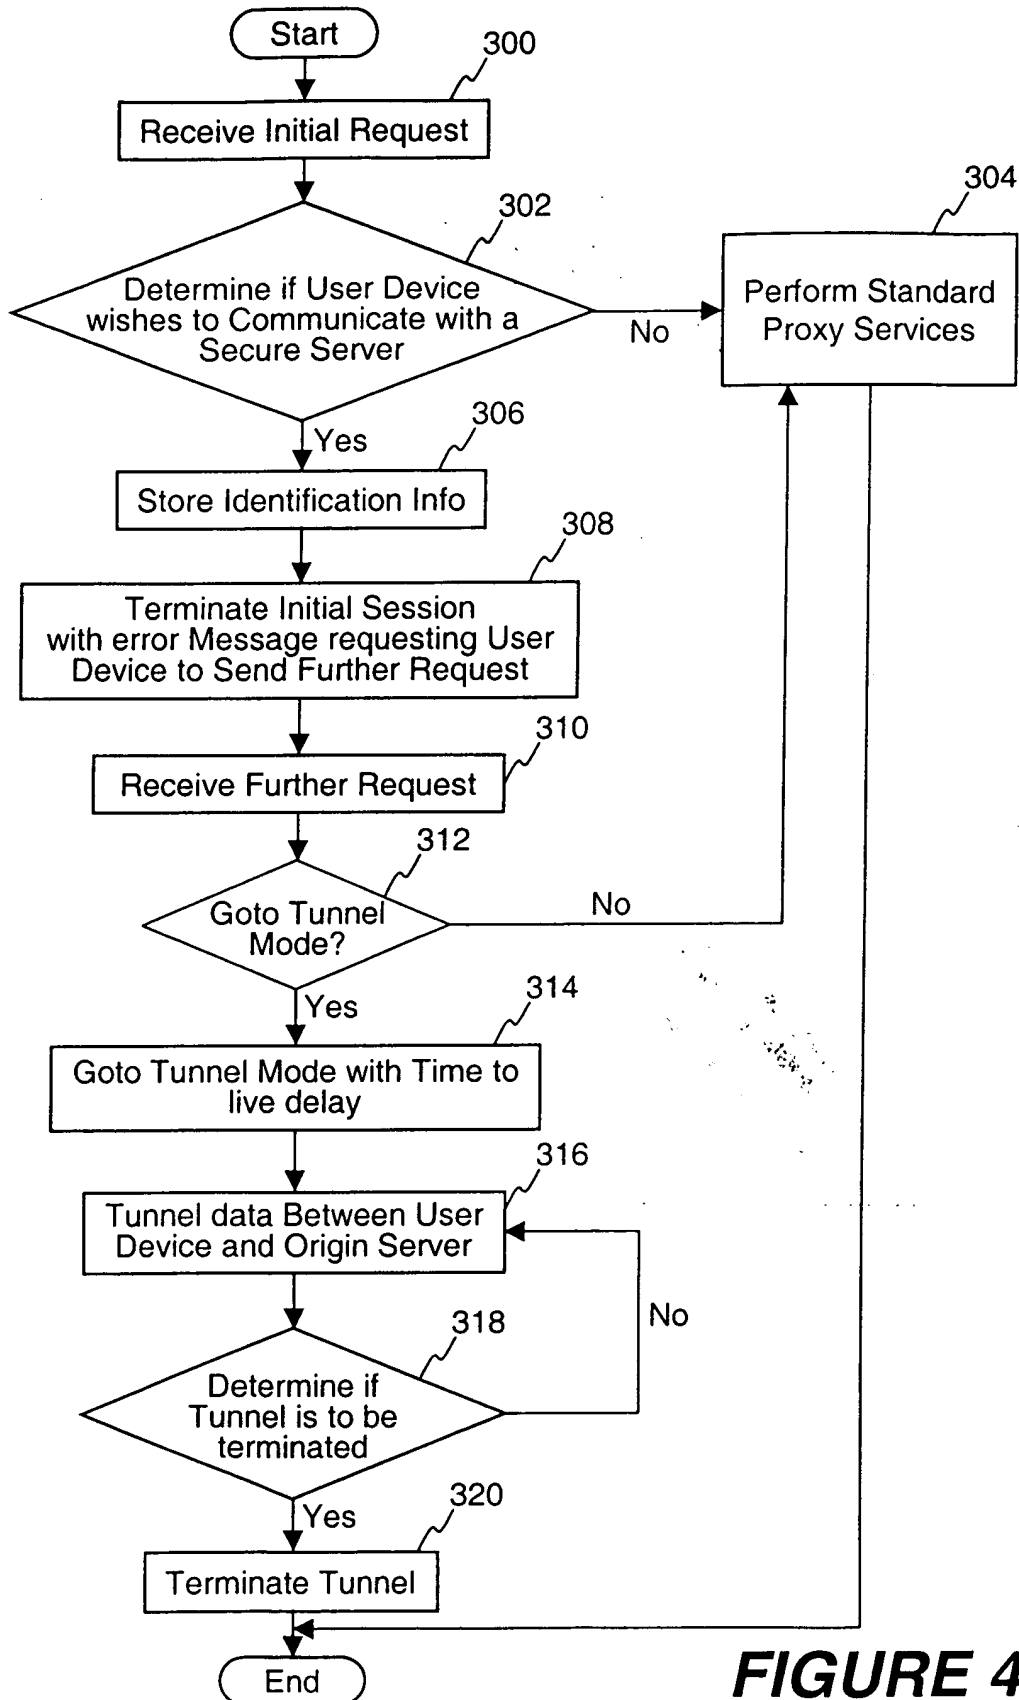 Start
300
Receive Initial Request
302
304
Determine if User Device
wishes to Communicate with a
Secure Server
Perform Standard
Proxy Services
No
Yes
306
Store Identification Info
308
Terminate Initial Session
with error Message requesting User
Device to Send Further Request
310
Receive Further Request
312
Goto Tunnel
Mode?
No
Yes
314
Goto Tunnel Mode with Time to
live delay
316
Tunnel data Between User
Device and Origin Server
No
318
Determine if
Tunnel is to be
terminated
Yes
320
Terminate Tunnel
End
FIGURE 4